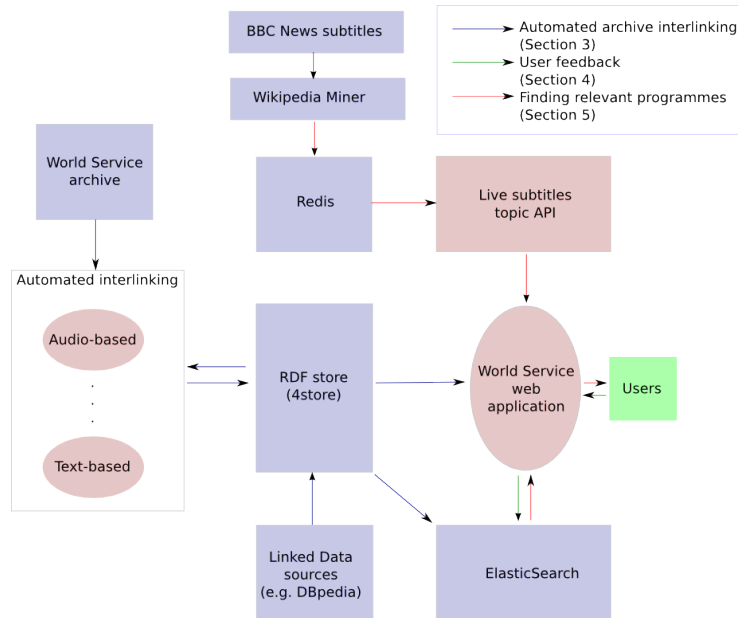 BBC News subtitles
Automated archive interlinking
(Section 3)
User feedback
(Section 4)
Finding relevant programmes
(Section 5)
Wikipedia Miner
World Service
archive
Redis
Live subtitles
topic API
Automated interlinking
Audio-based
.
.
.
Text-based
RDF store
(4store)
World Service
web
application
Users
Linked Data
sources
(e.g. DBpedia)
ElasticSearch